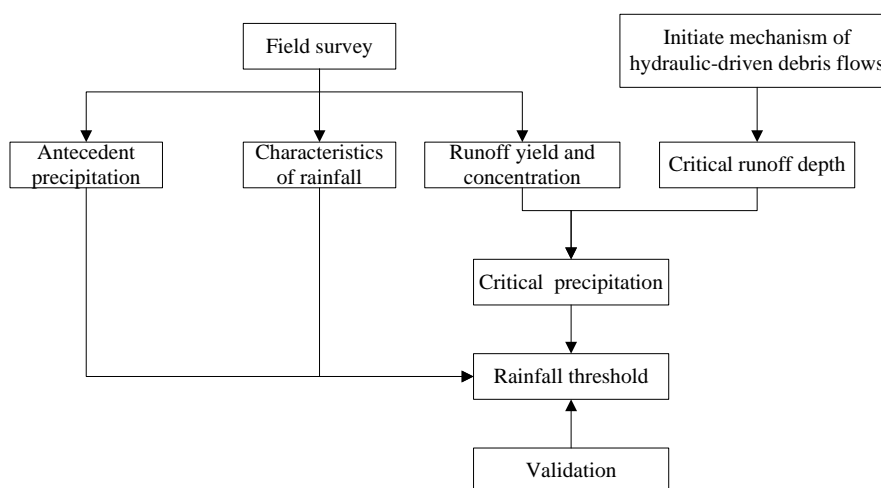 Field survey
Initiate mechanism of
hydraulic-driven debris flows
Antecedent
precipitation
Characteristics
of rainfall
Runoff yield and
concentration
Critical runoff depth
Critical precipitation
Rainfall threshold
Validation